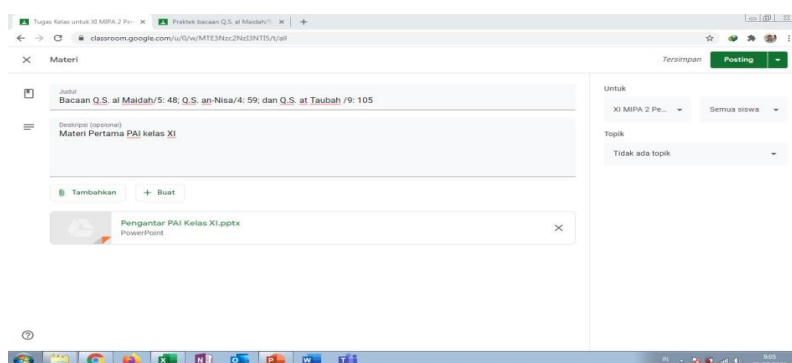 Tugas Kelas untuk XI MIPA 2 Per
Praktek bacaan Q.S. al Maidah/5:
classroom.google.com/u/0/w/MTE3Nzc2NzI3NTI5/t/all
Materi
Tersimpan
Posting
Judul
Bacaan Q.S. al Maidah/5: 48; Q.S. an-Nisa/4: 59; dan Q.S. at Taubah /9: 105
Deskripsi (opsional)
Materi Pertama PAI kelas XI
Tambahkan
+ Buat
Pengantar PAI Kelas XI.pptx
PowerPoint
Untuk
XI MIPA 2 Pe...
Semua siswa
Topik
Tidak ada topik
IN
9:05